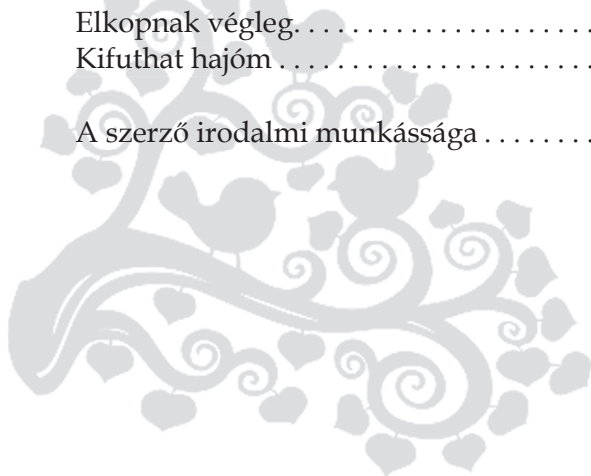 Elkopnak végleg. . . . . . . . . . . . . . . . . . . . . .
Kifuthat hajóm . . . . . . . . . . . . . . . . . . . . . . .
A szerző irodalmi munkássága . . . . . . . .